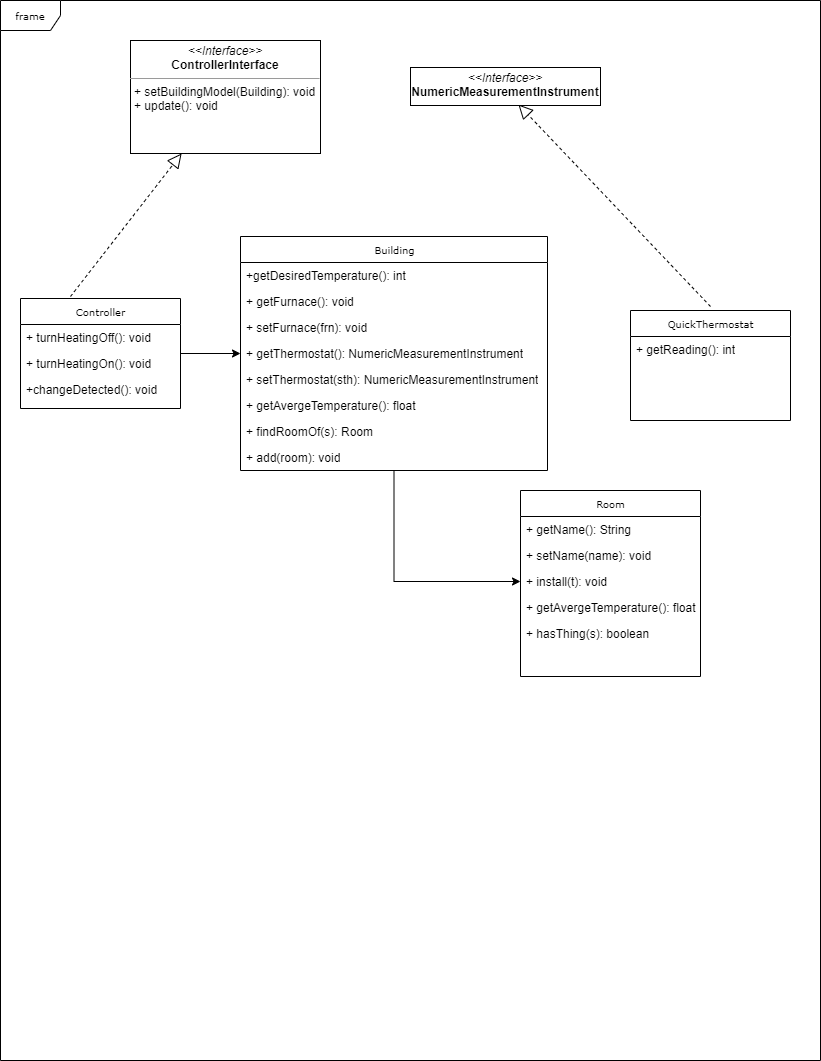 frame
<<Interface>>
ControllerInterface
+ setBuildingModel(Building): void
+ update(): void
<<Interface>>
NumericMeasurementInstrument
Building
+getDesiredTemperature(): int
+ getFurnace(): void
+ setFurnace(frn): void
+ getThermostat(): NumericMeasurementInstrument
+ setThermostat(sth): NumericMeasurementInstrument
+ getAvergeTemperature(): float
+ findRoomOf(s): Room
+ add(room): void
Controller
+ turnHeatingOff(): void
+ turnHeatingOn(): void
+changeDetected(): void
QuickThermostat
+ getReading(): int
Room
+ getName(): String
+ setName(name): void
+ install(t): void
+ getAvergeTemperature(): float
+ hasThing(s): boolean